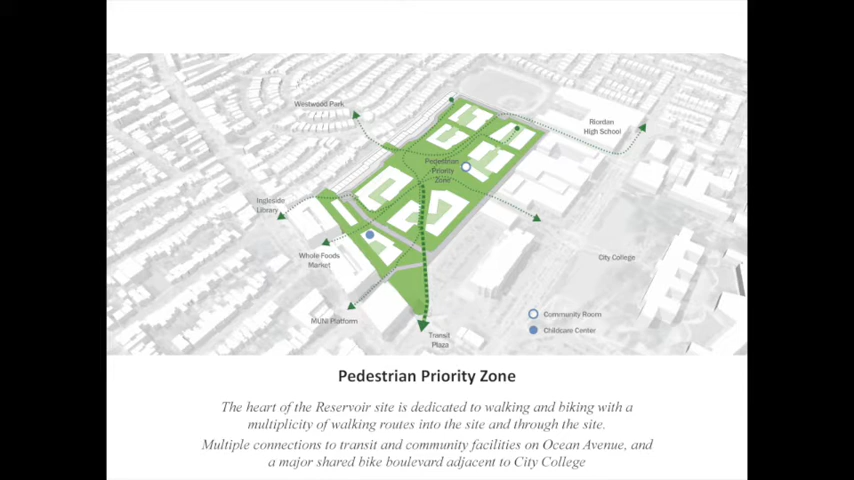 Westwood Park
Riordan
High School
Pedestrian
Priority
Zone
Ingleside
Library
Whole Foods
Market
City College
MUNI Platform
Community Room
Childcare Center
Transit
Plaza
Pedestrian Priority Zone
The heart of the Reservoir site is dedicated to walking and biking with a
multiplicity of walking routes into the site and through the site.
Multiple connections to transit and community facilities on Ocean Avenue, and
a major shared bike boulevard adjacent to City College